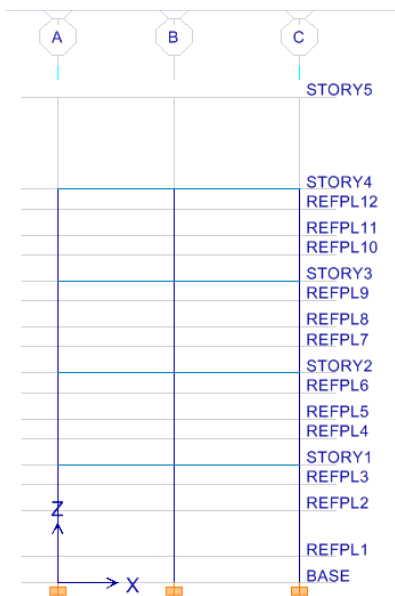 A B C
STORY5
STORY4
REFPL12
REFPL11
REFPL10
STORY3
REFPL9
REFPL8
REFPL7
STORY2
REFPL6
REFPL5
REFPL4
STORY1
REFPL3
Z
REFPL2
REFPL1
BASE
X